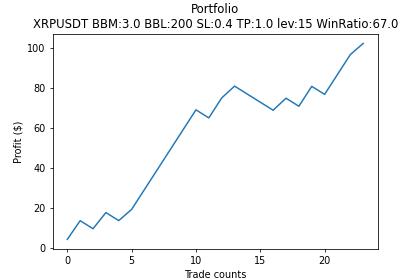 Portfolio
XRPUSDT BBM:3.0 BBL:200 SL:0.4 TP:1.0 lev:15 WinRatio:67.0
100
80
60
40
20
0
Profit ($)
0 5 10 15 20
Trade counts